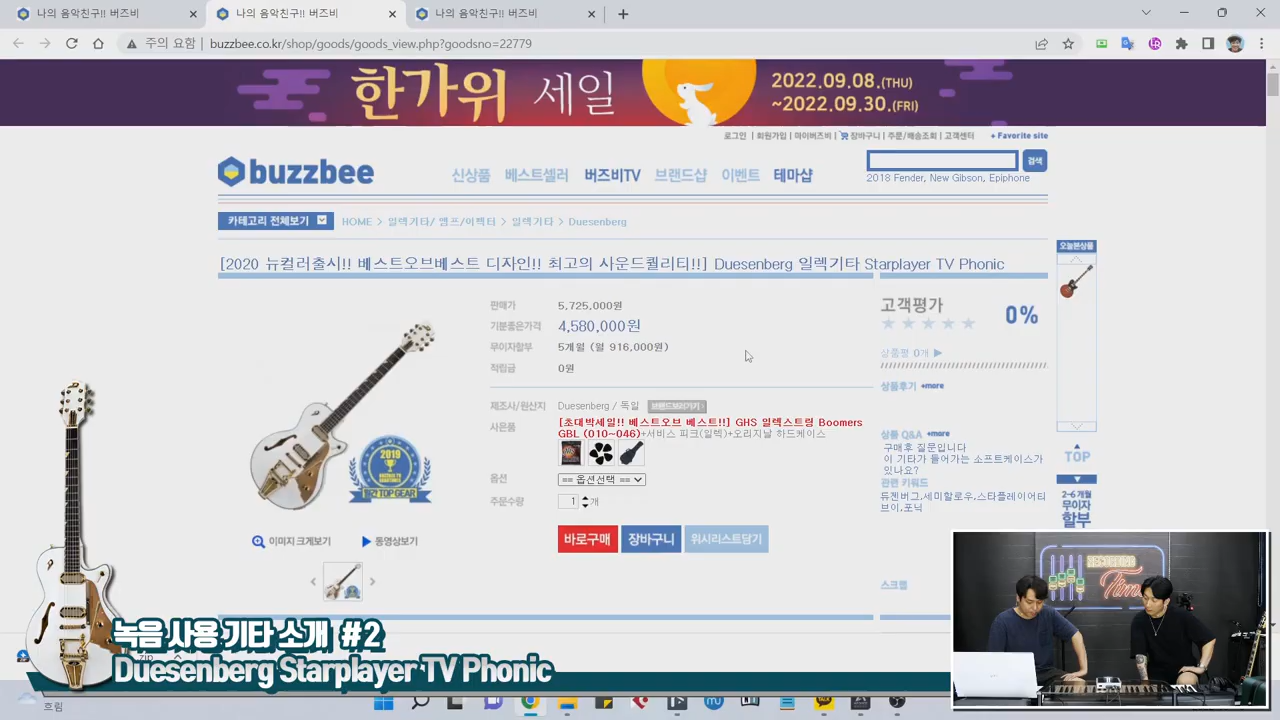 나의 음악친구!! 버즈비
나의 음악친구!! 버즈비
나의 음악친구!! 버즈비
주의 요함 | buzzbee.co.kr/shop/goods/goods_view.php?goodsno=22779
한가위 세일
2022.09.08.(THU)
~2022.09.30.(FRI)
로그인 | 회원가입 | 마이버즈비 | 장바구니 | 주문/배송조회 | 고객센터 + Favorite site
buzzbee
신상품 베스트셀러 버즈비TV 브랜드샵 이벤트 테마샵
검색
2018 Fender, New Gibson, Epiphone
카테고리 전체보기
HOME > 일렉기타/ 앰프/이펙터 > 일렉기타 > Duesenberg
오늘본상품
[2020 뉴컬러출시!! 베스트오브베스트 디자인!! 최고의 사운드퀄리티!!] Duesenberg 일렉기타 Starplayer TV Phonic
판매가 5,725,000원
기분좋은가격 4,580,000원
무이자할부 5개월 (월 916,000원)
적립금 0원
제조사/원산지 Duesenberg / 독일 브랜드보러가기
사은품 [초대박세일!! 베스트오브 베스트!!] GHS 일렉스트링 Boomers
GBL (010~046)+서비스 피크(일렉)+오리지날 하드케이스
옵션 == 옵션선택 ==
주문수량 1 개
바로구매 장바구니 위시리스트담기
2019
TOP GEAR
이미지 크게보기 동영상보기
고객평가 0%
상품평 0개
상품후기 +more
상품 Q&A +more
구매후 질문입니다
이 기타가 들어가는 소프트케이스가
있나요?
관련 키워드
듀젠버그,세미할로우,스타플레이어티
브이,포닉
스크랩
TOP
2~6 개월
무이자
할부
Tim
녹음 사용 기타 소개 #2
Duesenberg Starplayer TV Phonic
.zip
흐림